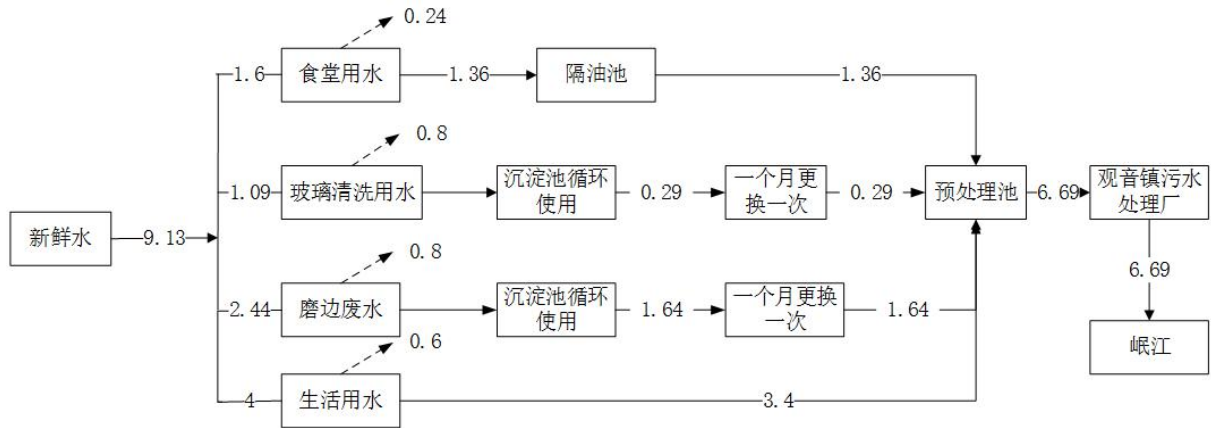 0.24
1.6
食堂用水
1.36
隔油池
1.36
0.8
1.09
玻璃清洗用水
沉淀池循环
使用
0.29
一个月更
换一次
0.29
预处理池
6.69
观音镇污水
处理厂
新鲜水
9.13
0.8
6.69
2.44
磨边废水
沉淀池循环
使用
1.64
一个月更换
一次
1.64
岷江
0.6
4
生活用水
3.4